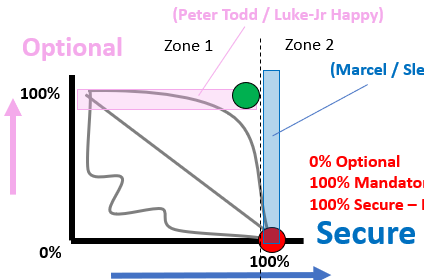 (Peter Todd / Luke-Jr Happy)
Optional
Zone 1
Zone 2
(Marcel / Sle
100%
0% Optional
100% Mandato
100% Secure –
Secure
0%
100%